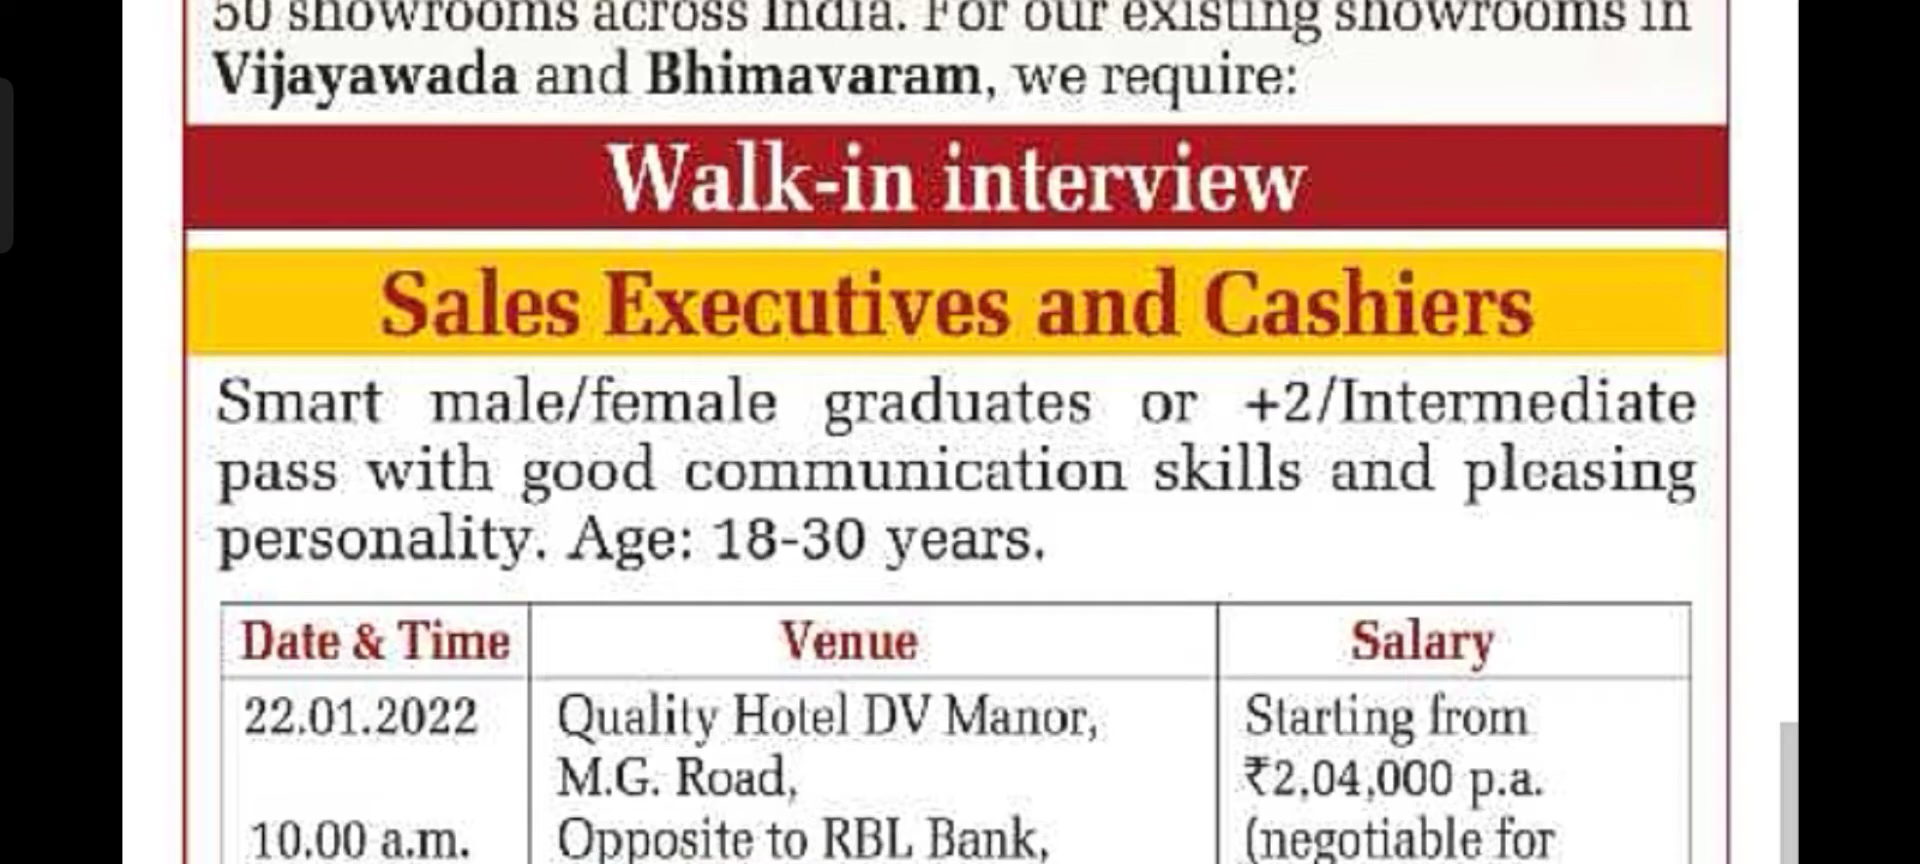 50 showrooms across India. For our existing showrooms in
Vijayawada and Bhimavaram, we require:
Walk-in interview
Sales Executives and Cashiers
Smart male/female graduates or +2/Intermediate
pass with good communication skills and pleasing
personality. Age: 18-30 years.
Date & Time Venue Salary
22.01.2022 Quality Hotel DV Manor, Starting from
M.G. Road, ₹2,04,000 p.a.
10.00 a.m. Opposite to RBL Bank, (negotiable for